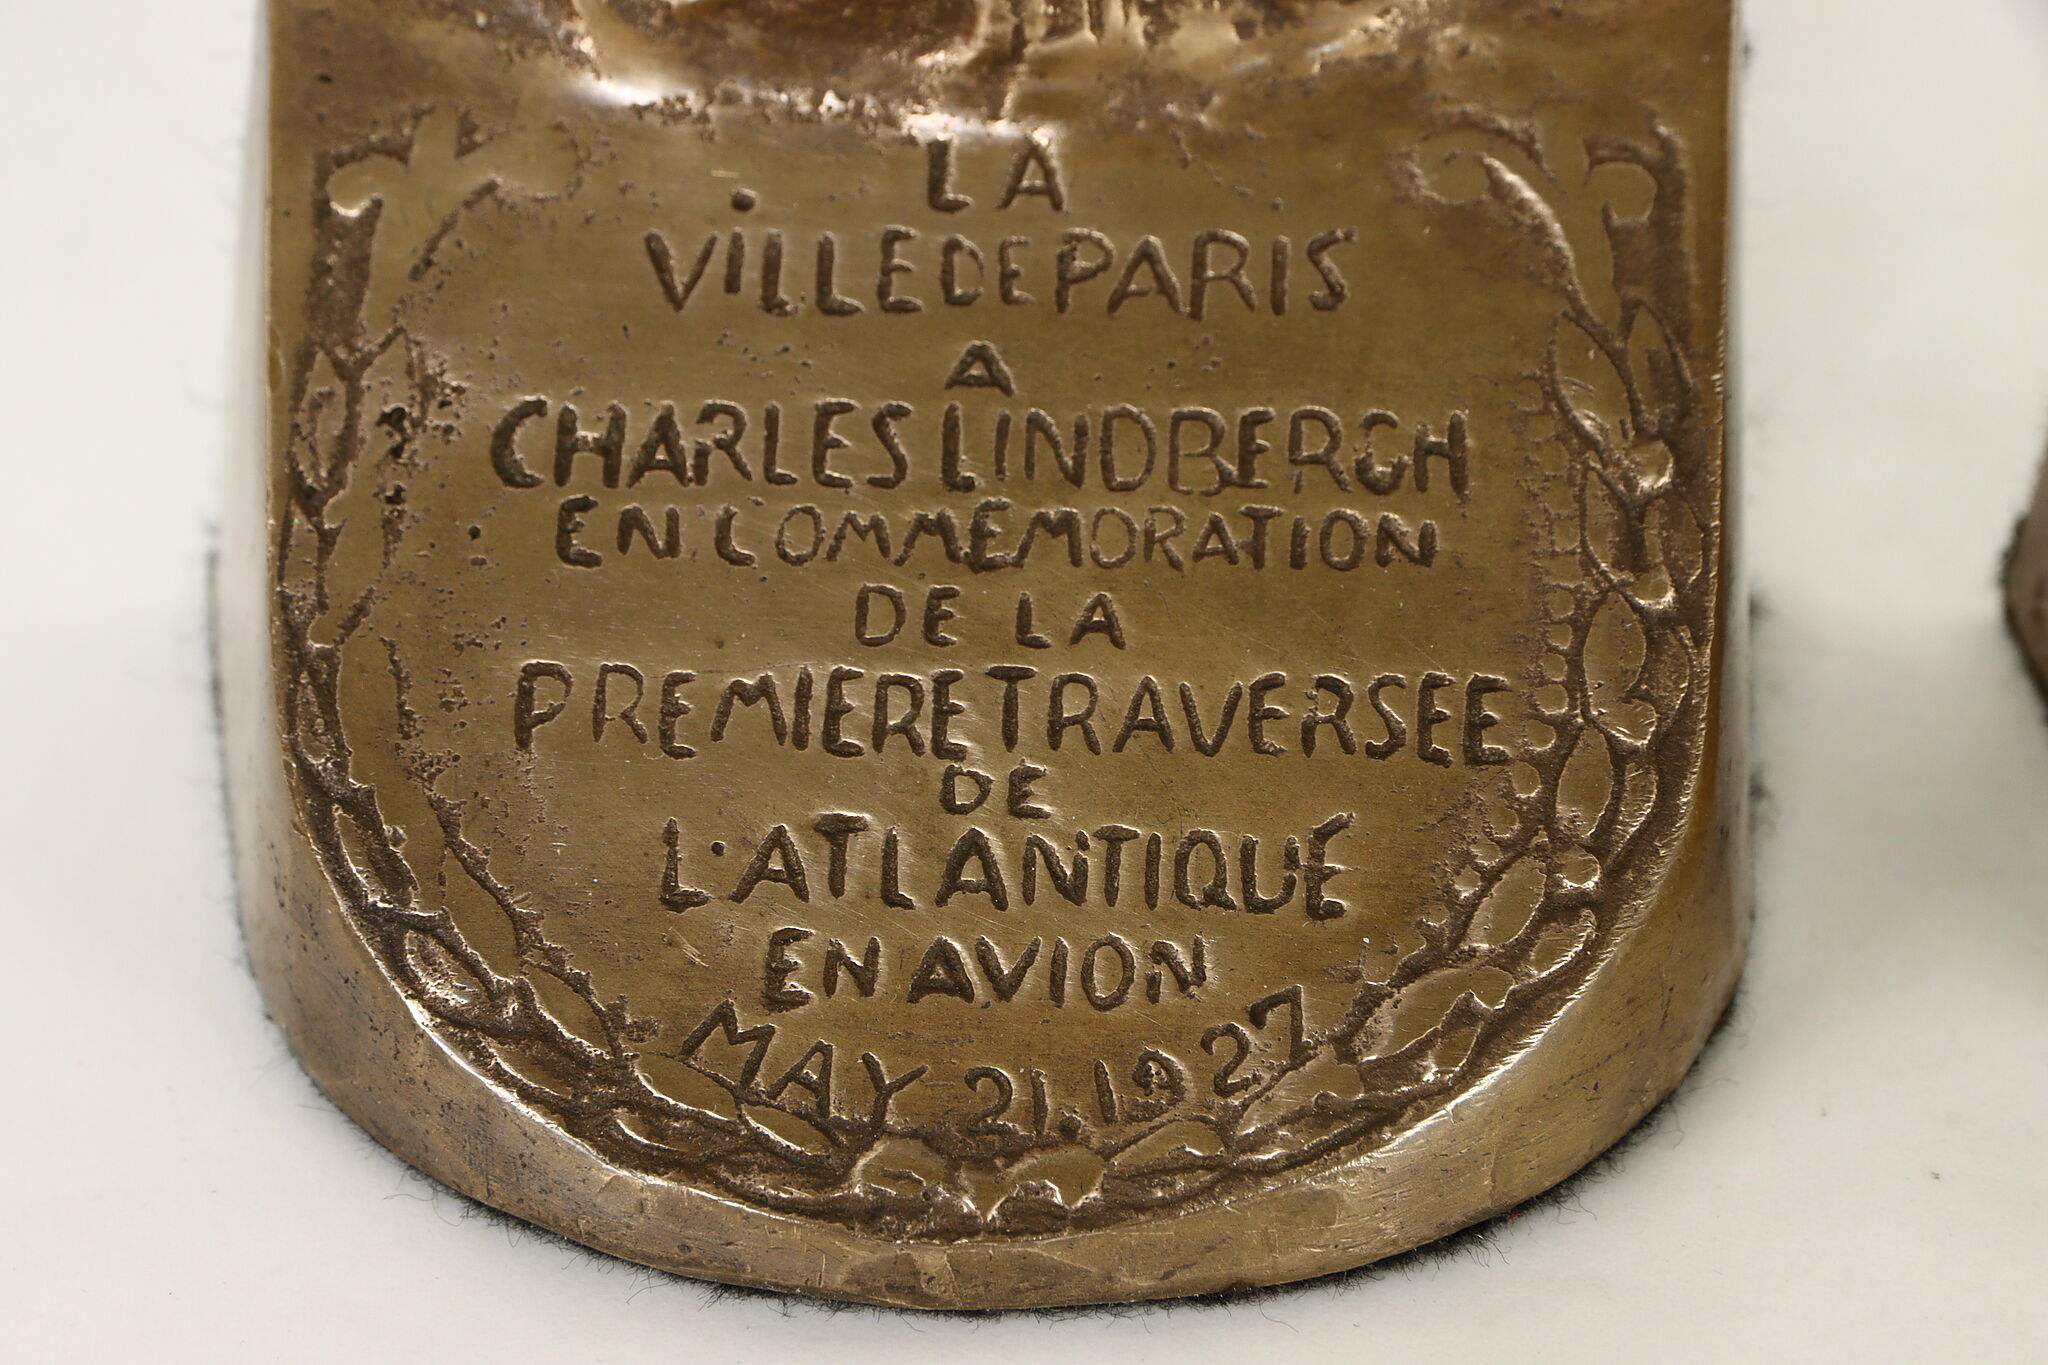 LA
ViLLE DE PARIS
A
CHARLES LINDBERGH
EN COMMEMORATION
DE LA
PREMIERE TRAVERSEE
DE
L'ATLANTIQUE
EN AVION
MAY 21. 1927